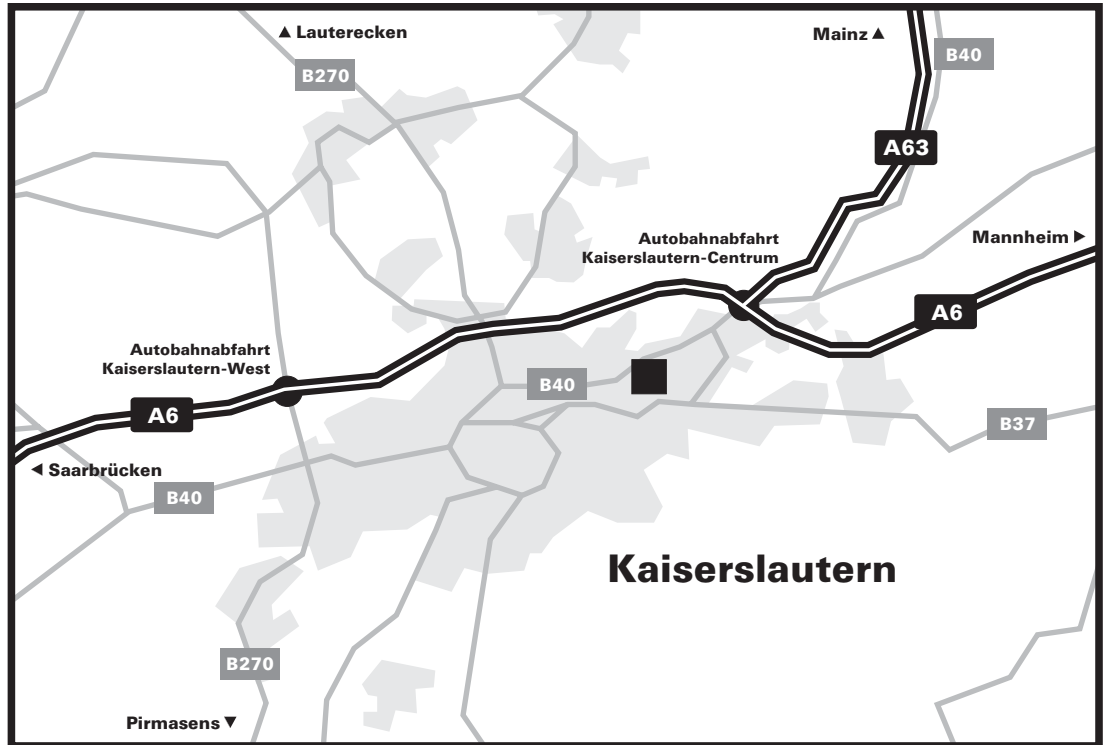 ▲ Lauterecken
Mainz ▲
B270
B40
A63
Autobahnabfahrt
Kaiserslautern-Centrum
Mannheim ►
A6
Autobahnabfahrt
Kaiserslautern-West
B40
A6
B37
◄ Saarbrücken
B40
Kaiserslautern
B270
Pirmasens ▼